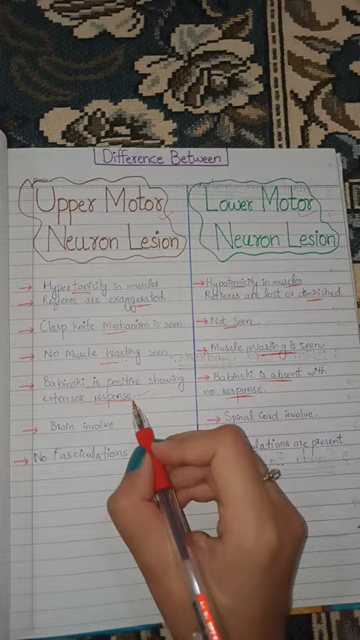 Difference Between
Upper Motor
Neuron Lesion
Lower Motor
Neuron Lesion
→ Hypertonicity in muscles
→ Reflexes are exaggerated
→ Clasp knife Mechanism is seen
→ No Muscle Wasting seen
→ Babinski is positive showing
extensor response.
→ Brain involve
→ No Fasciculations
→ Hypotonicity in muscles
Reflexes are lost or diminished
→ Not Seen
→ Muscle Wasting is seen
→ Babinski is absent with
no response.
→ Spinal Cord involve.
ulations are present